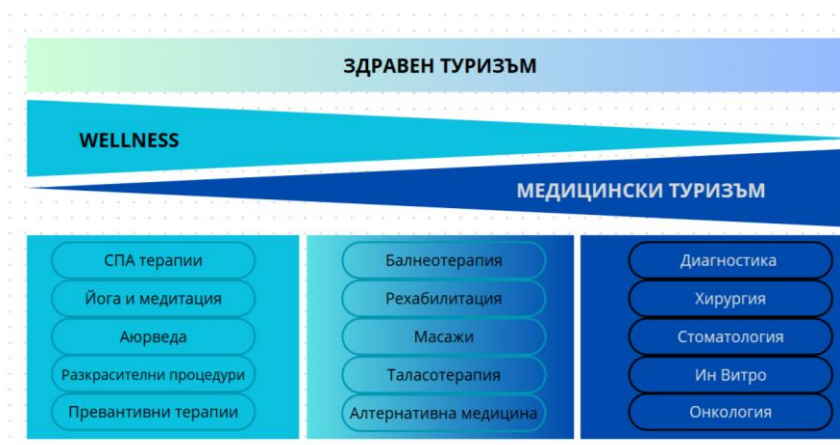 ЗДРАВЕН ТУРИЗЪМ
WELLNESS
МЕДИЦИНСКИ ТУРИЗЪМ
СПА терапии
Йога и медитация
Аюрведа
Разкрасителни процедури
Превантивни терапии
Балнеотерапия
Рехабилитация
Масажи
Таласотерапия
Алтернативна медицина
Диагностика
Хирургия
Стоматология
Ин Витро
Онкология